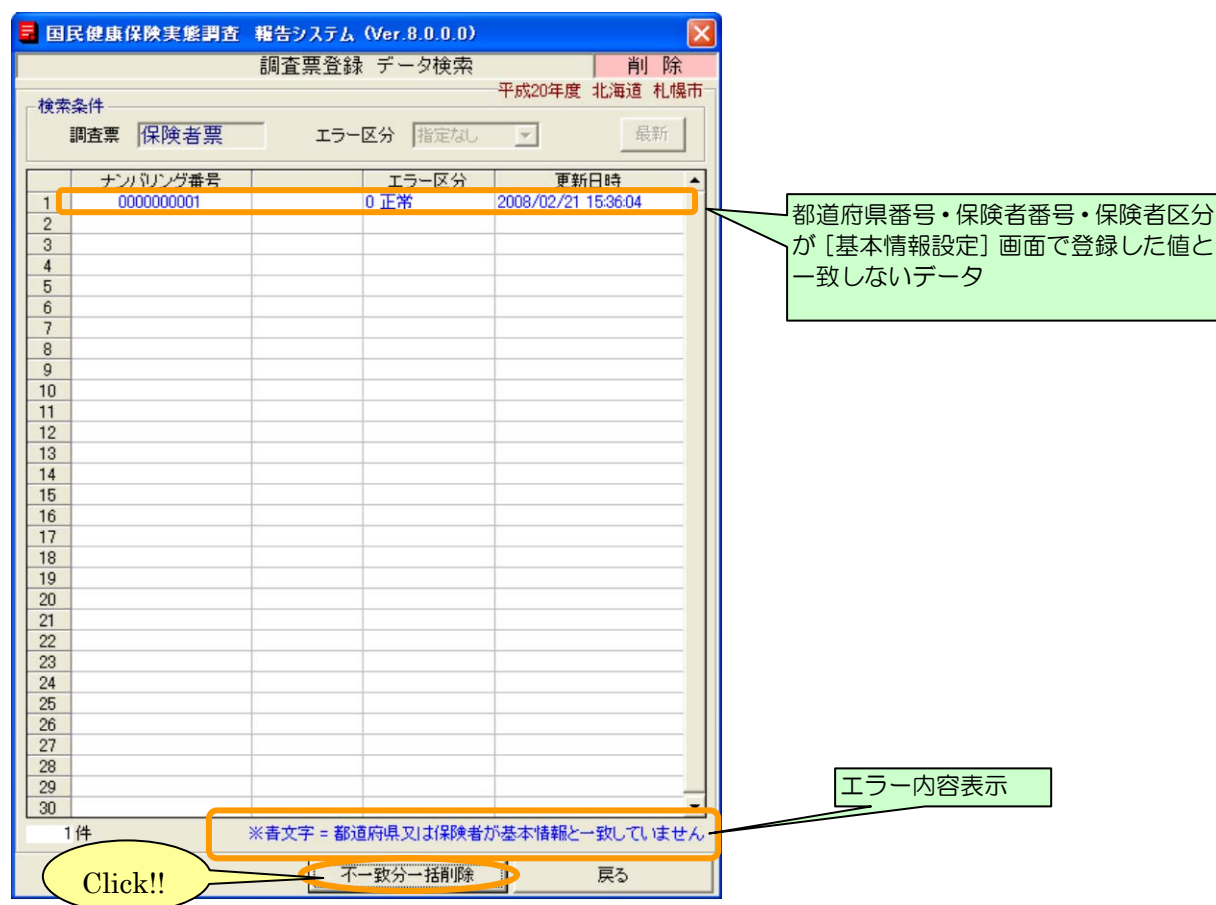 国民健康保険実態調査 報告システム (Ver.8.0.0.0)
調査票登録 データ検索 削 除
平成20年度 北海道 札幌市
検索条件
調査票 保険者票 エラー区分 指定なし 最新
ナンバリング番号 エラー区分 更新日時
1 0000000001 0 正常 2008/02/21 15:36:04
2
3
4
5
6
7
8
9
10
11
12
13
14
15
16
17
18
19
20
21
22
23
24
25
26
27
28
29
30
1件 ※青文字 = 都道府県又は保険者が基本情報と一致していません
不一致分一括削除 戻る
Click!!
都道府県番号・保険者番号・保険者区分
が［基本情報設定］画面で登録した値と
一致しないデータ
エラー内容表示